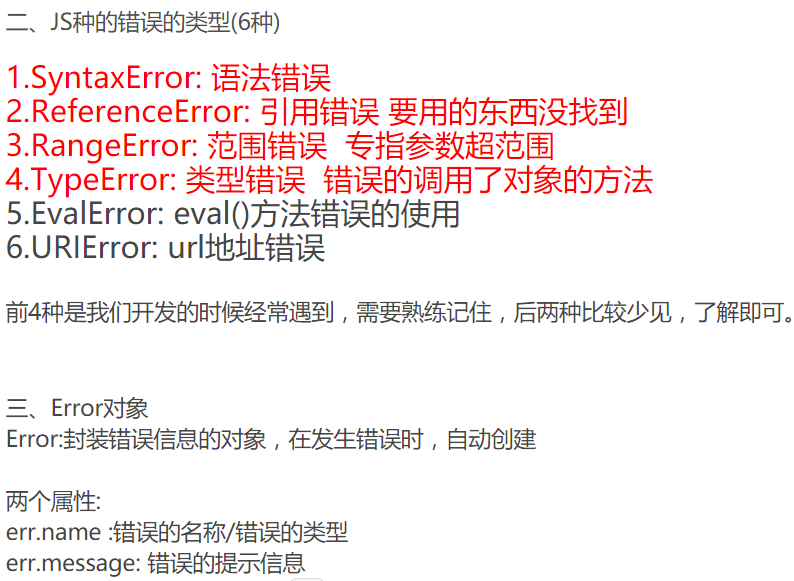 二、JS种的错误的类型(6种)
1.SyntaxError: 语法错误
2.ReferenceError: 引用错误 要用的东西没找到
3.RangeError: 范围错误  专指参数超范围
4.TypeError: 类型错误  错误的调用了对象的方法
5.EvalError: eval()方法错误的使用
6.URIError: url地址错误
前4种是我们开发的时候经常遇到，需要熟练记住，后两种比较少见，了解即可。
三、Error对象
Error:封装错误信息的对象，在发生错误时，自动创建
两个属性:
err.name :错误的名称/错误的类型
err.message: 错误的提示信息